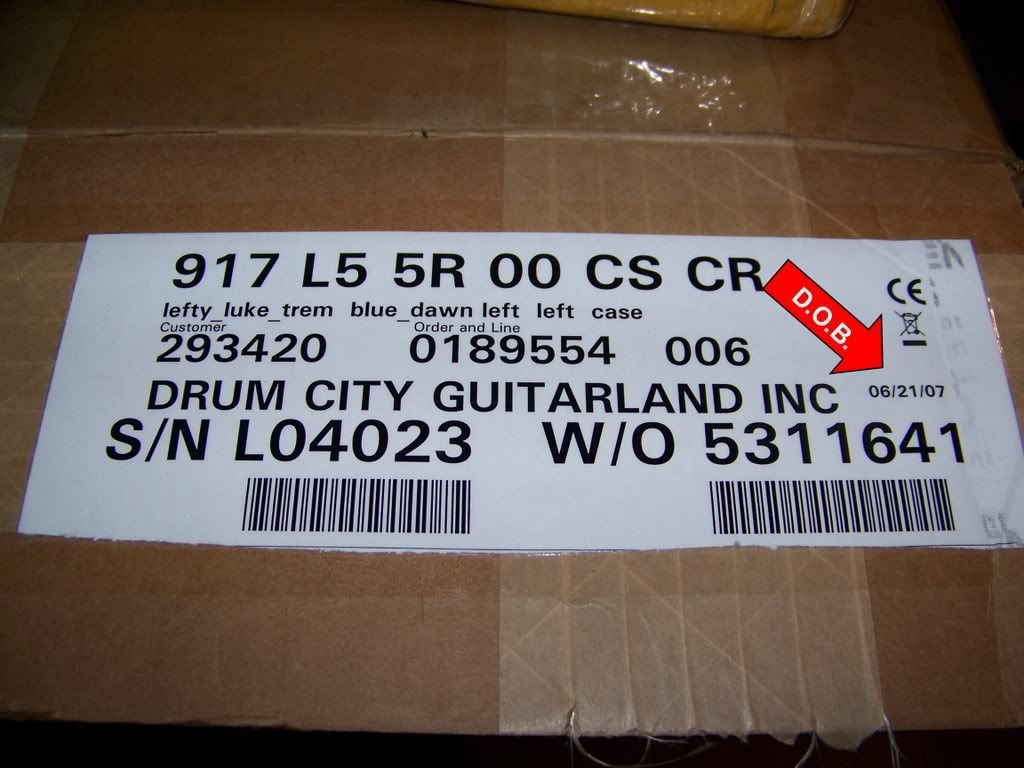 917 L5 5R 00 CS CR
lefty_luke_trem blue_dawn left left case
Customer Order and Line
293420 0189554 006
D.O.B.
CE
DRUM CITY GUITARLAND INC 06/21/07
S/N L04023 W/O 5311641